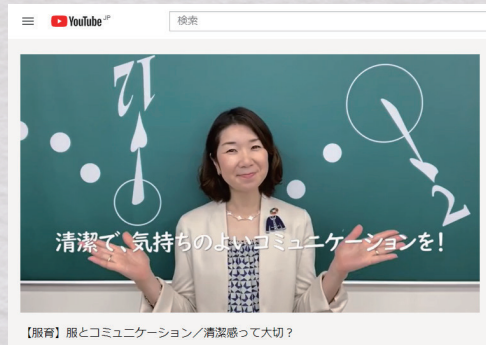 YouTube JP
検索
12
2
清潔で、気持ちのよいコミュニケーションを!
【服育】服とコミュニケーション／清潔感って大切?